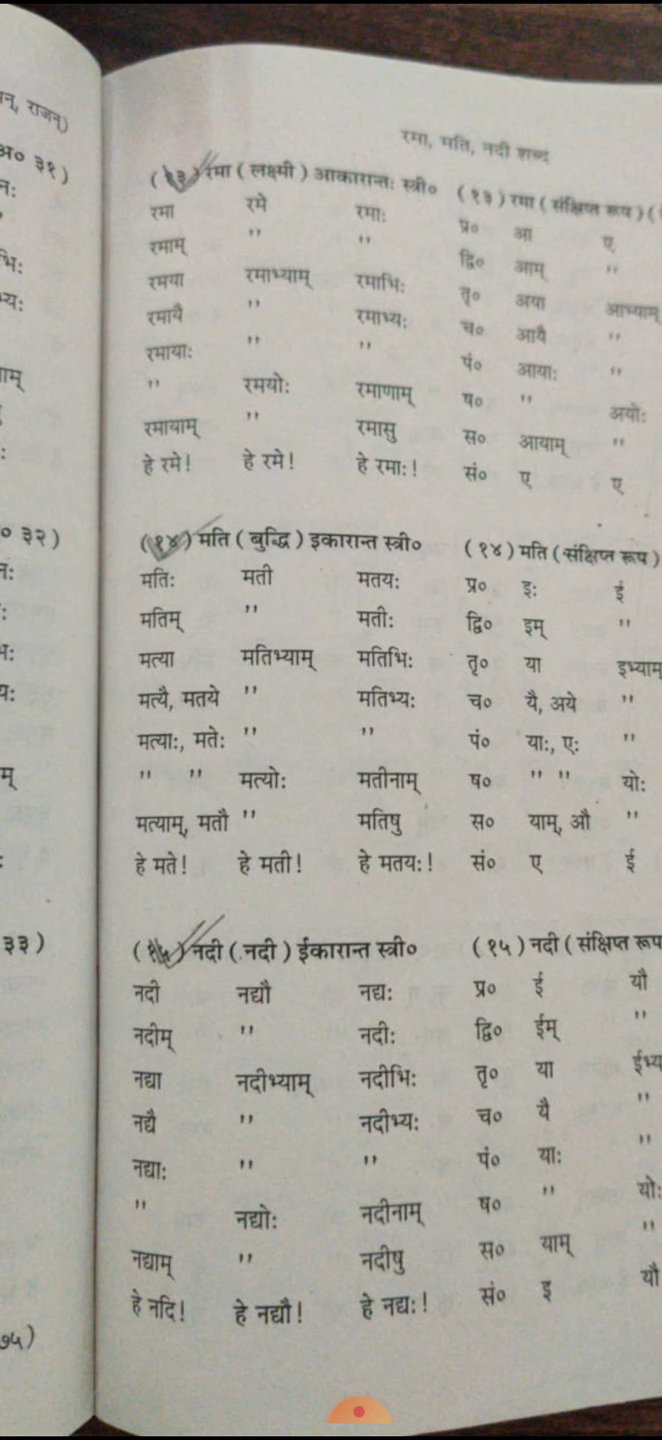 रमा, मति, नदी शब्द
(१३) रमा ( लक्ष्मी ) आकारान्तः स्त्री०
रमा रमे रमाः
रमाम् " "
रमया रमाभ्याम् रमाभिः
रमायै " रमाभ्यः
रमायाः " "
" रमयोः रमाणाम्
रमायाम् " रमासु
हे रमे! हे रमे! हे रमाः!
(१३) रमा ( संक्षिप्त रूप )
प्र० आ ए
द्वि० आम् "
तृ० अया आभ्याम्
च० आयै "
पं० आयाः "
ष० " अयोः
स० आयाम् "
सं० ए ए
(१४) मति ( बुद्धि ) इकारान्त स्त्री०
मतिः मती मतयः
मतिम् " मतीः
मत्या मतिभ्याम् मतिभिः
मत्यै, मतये " मतिभ्यः
मत्याः, मतेः " "
" " मत्योः मतीनाम्
मत्याम्, मतौ " मतिषु
हे मते! हे मती! हे मतयः!
(१४) मति ( संक्षिप्त रूप )
प्र० इः ई
द्वि० इम् "
तृ० या इभ्याम्
च० यै, अये "
पं० याः, एः "
ष० " " योः
स० याम्, औ "
सं० ए ई
(१५) नदी ( नदी ) ईकारान्त स्त्री०
नदी नद्यौ नद्यः
नदीम् " नदीः
नद्या नदीभ्याम् नदीभिः
नद्यै " नदीभ्यः
नद्याः " "
" नद्योः नदीनाम्
नद्याम् " नदीषु
हे नदि! हे नद्यौ! हे नद्यः!
(१५) नदी ( संक्षिप्त रूप
प्र० ई यौ
द्वि० ईम् "
तृ० या ईभ्य
च० यै "
पं० याः "
ष० " योः
स० याम् "
सं० इ यौ